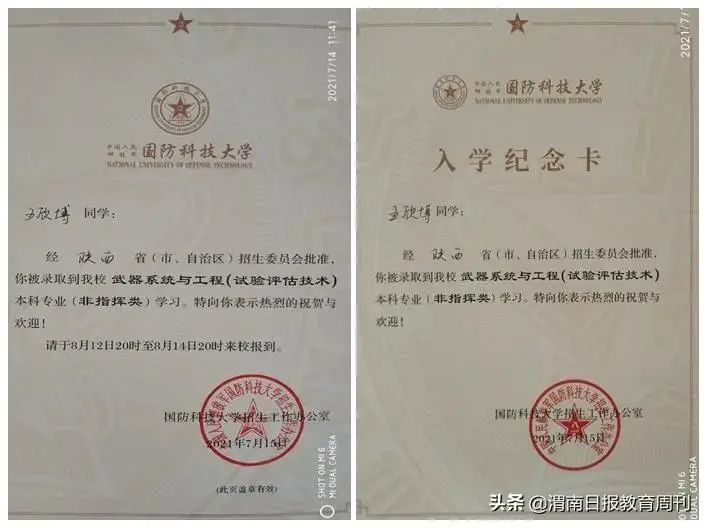 2021/7/14 11:41
中国人民
解放军
国防科技大学
NATIONAL UNIVERSITY OF DEFENSE TECHNOLOGY
王欣博 同学：
经 陕西 省(市、自治区)招生委员会批准，
你被录取到我校 武器系统与工程(试验评估技术)
本科专业(非指挥类)学习。特向你表示热烈的祝贺与
欢迎！
请于8月12日20时至8月14日20时来校报到。
国防科技大学招生工作办公室
2021年7月15日
(此页盖章有效)
SHOT ON MI 6
MI DUAL CAMERA
2021/7/1
中国人民
解放军
国防科技大学
NATIONAL UNIVERSITY OF DEFENSE TECHNOLOGY
入学纪念卡
王欣博 同学：
经 陕西 省(市、自治区)招生委员会批准，
你被录取到我校 武器系统与工程(试验评估技术)
本科专业(非指挥类)学习。特向你表示热烈的祝贺与
欢迎！
国防科技大学招生工作办公室
2021年7月15日
SHOT ON MI 6
MI DUAL CAMERA
头条 @渭南日报教育周刊